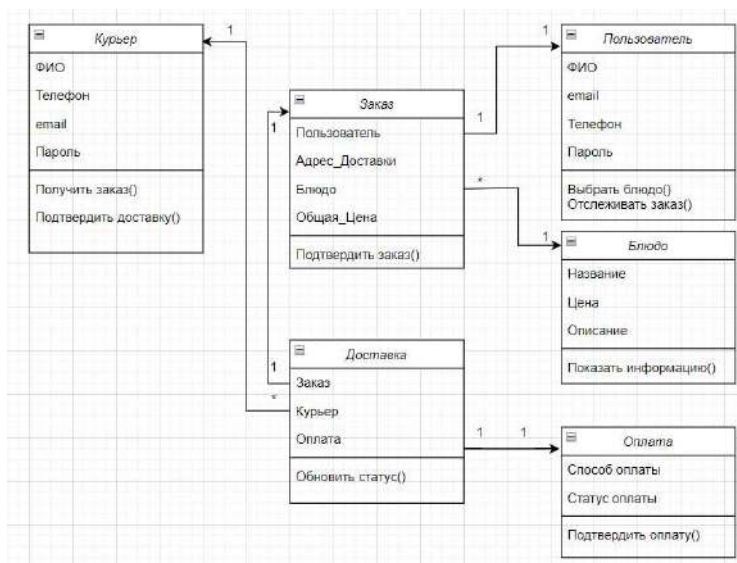 Курьер
ФИО
Телефон
email
Пароль
Получить заказ()
Подтвердить доставку()
1
1
Заказ
Пользователь
Адрес_Доставки
Блюдо
Общая_Цена
Подтвердить заказ()
1
*
1
Пользователь
ФИО
email
Телефон
Пароль
Выбрать блюдо()
Отслеживать заказ()
1
Блюдо
Название
Цена
Описание
Показать информацию()
1
*
Доставка
Заказ
Курьер
Оплата
Обновить статус()
1
1
Оплата
Способ оплаты
Статус оплаты
Подтвердить оплату()